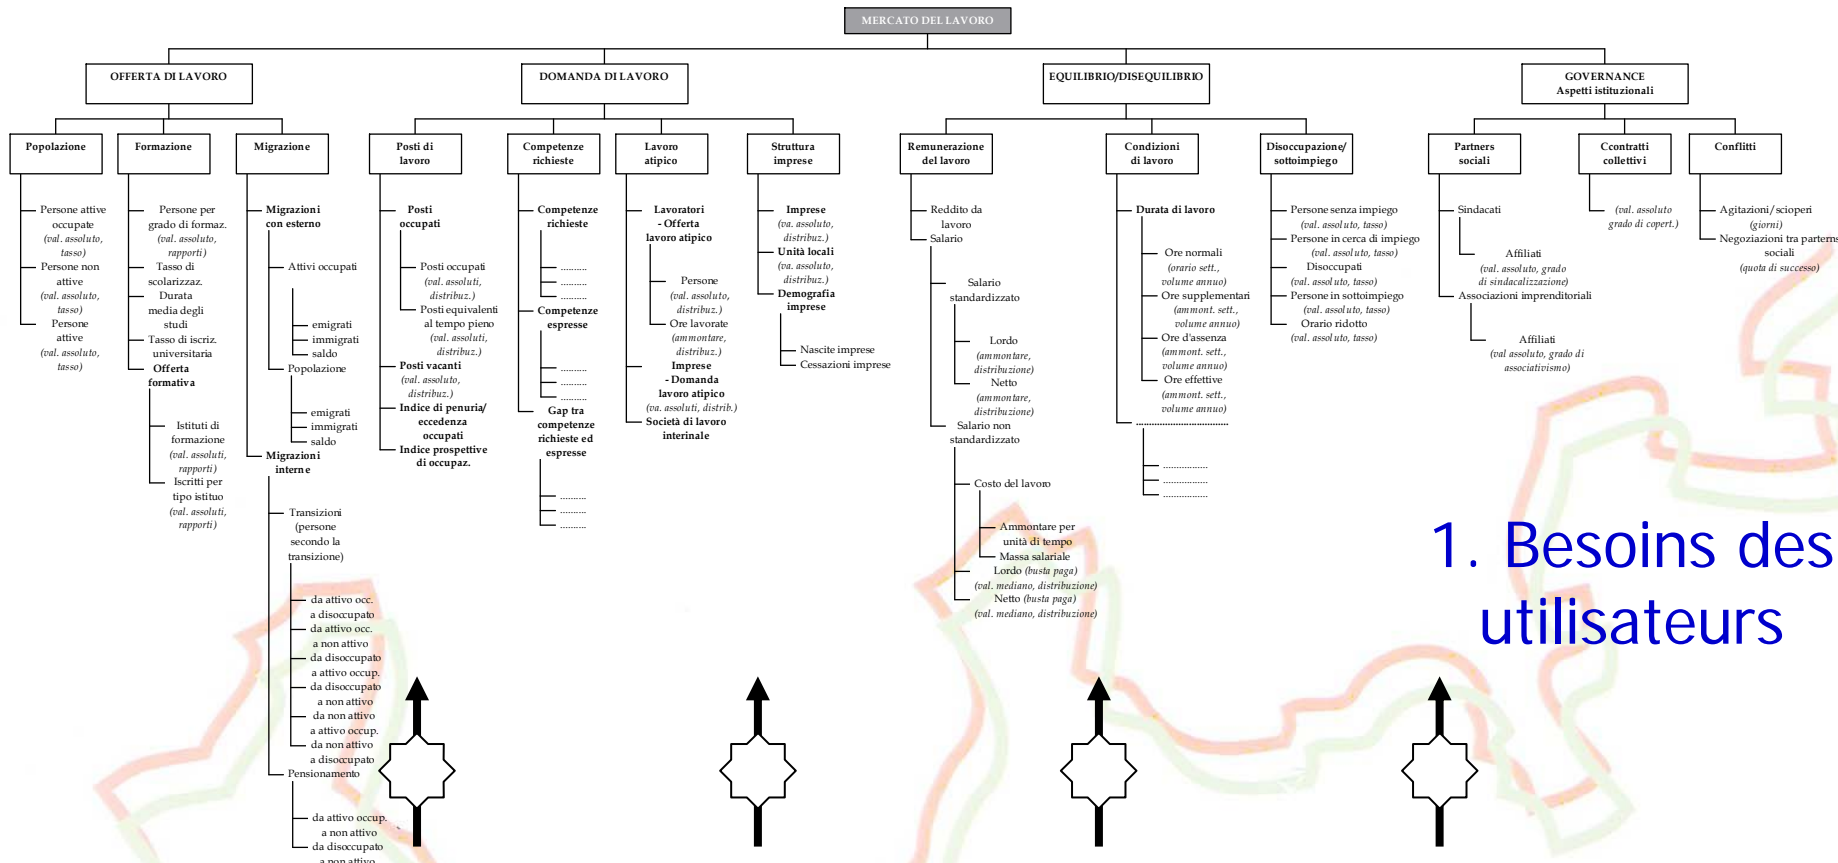 MERCATO DEL LAVORO
OFFERTA DI LAVORO
DOMANDA DI LAVORO
EQUILIBRIO/DISEQUILIBRIO
GOVERNANCE
Aspetti istituzionali
Popolazione
Formazione
Migrazione
Posti di
lavoro
Competenze
richieste
Lavoro
atipico
Struttura
imprese
Remunerazione
del lavoro
Condizioni
di lavoro
Disoccupazione/
sottoimpiego
Partners
sociali
Ccontratti
collettivi
Conflitti
Persone attive
occupate
(val. assoluto,
tasso)
Persone non
attive
(val. assoluto,
tasso)
Persone
attive
(val. assoluto,
tasso)
Persone per
grado di formaz.
(val. assoluto,
rapporti)
Tasso di
scolarizzaz.
Durata
media degli
studi
Tasso di iscriz.
universitaria
Offerta
formativa
Istituti di
formazione
(val. assoluti,
rapporti)
Iscritti per
tipo istituo
(val. assoluti,
rapporti)
Migrazioni
con esterno
Attivi occupati
emigrati
immigrati
saldo
Popolazione
emigrati
immigrati
saldo
Migrazioni
interne
Transizioni
(persone
secondo la
transizione)
da attivo occ.
a disoccupato
da attivo occ.
a non attivo
da disoccupato
a attivo occup.
da disoccupato
a non attivo
da non attivo
a attivo occup.
da non attivo
a disoccupato
Pensionamento
da attivo occup.
a non attivo
da disoccupato
a non attivo
Posti
occupati
Posti occupati
(val. assoluti,
distribuz.)
Posti equivalenti
al tempo pieno
(val. assoluti,
distribuz.)
Posti vacanti
(val. assoluto,
distribuz.)
Indice di penuria/
eccedenza
occupati
Indice prospettive
di occupaz.
Competenze
richieste
..........
..........
..........
Competenze
espresse
..........
..........
..........
Gap tra
competenze
richieste ed
espresse
..........
..........
..........
Lavoratori
- Offerta
lavoro atipico
Persone
(val. assoluto,
distribuz.)
Ore lavorate
(ammontare,
distribuz.)
Imprese
- Domanda
lavoro atipico
(va. assoluti, distrib.)
Società di lavoro
interinale
Imprese
(va. assoluto,
distribuz.)
Unità locali
(va. assoluto,
distribuz.)
Demografia
imprese
Nascite imprese
Cessazioni imprese
Reddito da
lavoro
Salario
Salario
standardizzato
Lordo
(ammontare,
distribuzione)
Netto
(ammontare,
distribuzione)
Salario non
standardizzato
Costo del lavoro
Ammontare per
unità di tempo
Massa salariale
Lordo (busta paga)
(val. mediano, distribuzione)
Netto (busta paga)
(val. mediano, distribuzione)
Durata di lavoro
Ore normali
(orario sett.,
volume annuo)
Ore supplementari
(ammont. sett.,
volume annuo)
Ore d'assenza
(ammont. sett.,
volume annuo)
Ore effettive
(ammont. sett.,
volume annuo)
...................................
.................
.................
.................
Persone senza impiego
(val. assoluto, tasso)
Persone in cerca di impiego
(val. assoluto, tasso)
Disoccupati
(val. assoluto, tasso)
Persone in sottoimpiego
(val. assoluto, tasso)
Orario ridotto
(val. assoluto, tasso)
Sindacati
Affiliati
(val. assoluto, grado
di sindacalizzazione)
Associazioni imprenditoriali
Affiliati
(val assoluto, grado di
associativismo)
(val. assoluto
grado di copert.)
Agitazioni/scioperi
(giorni)
Negoziazioni tra parterns
sociali
(quota di successo)
1. Besoins des
utilisateurs